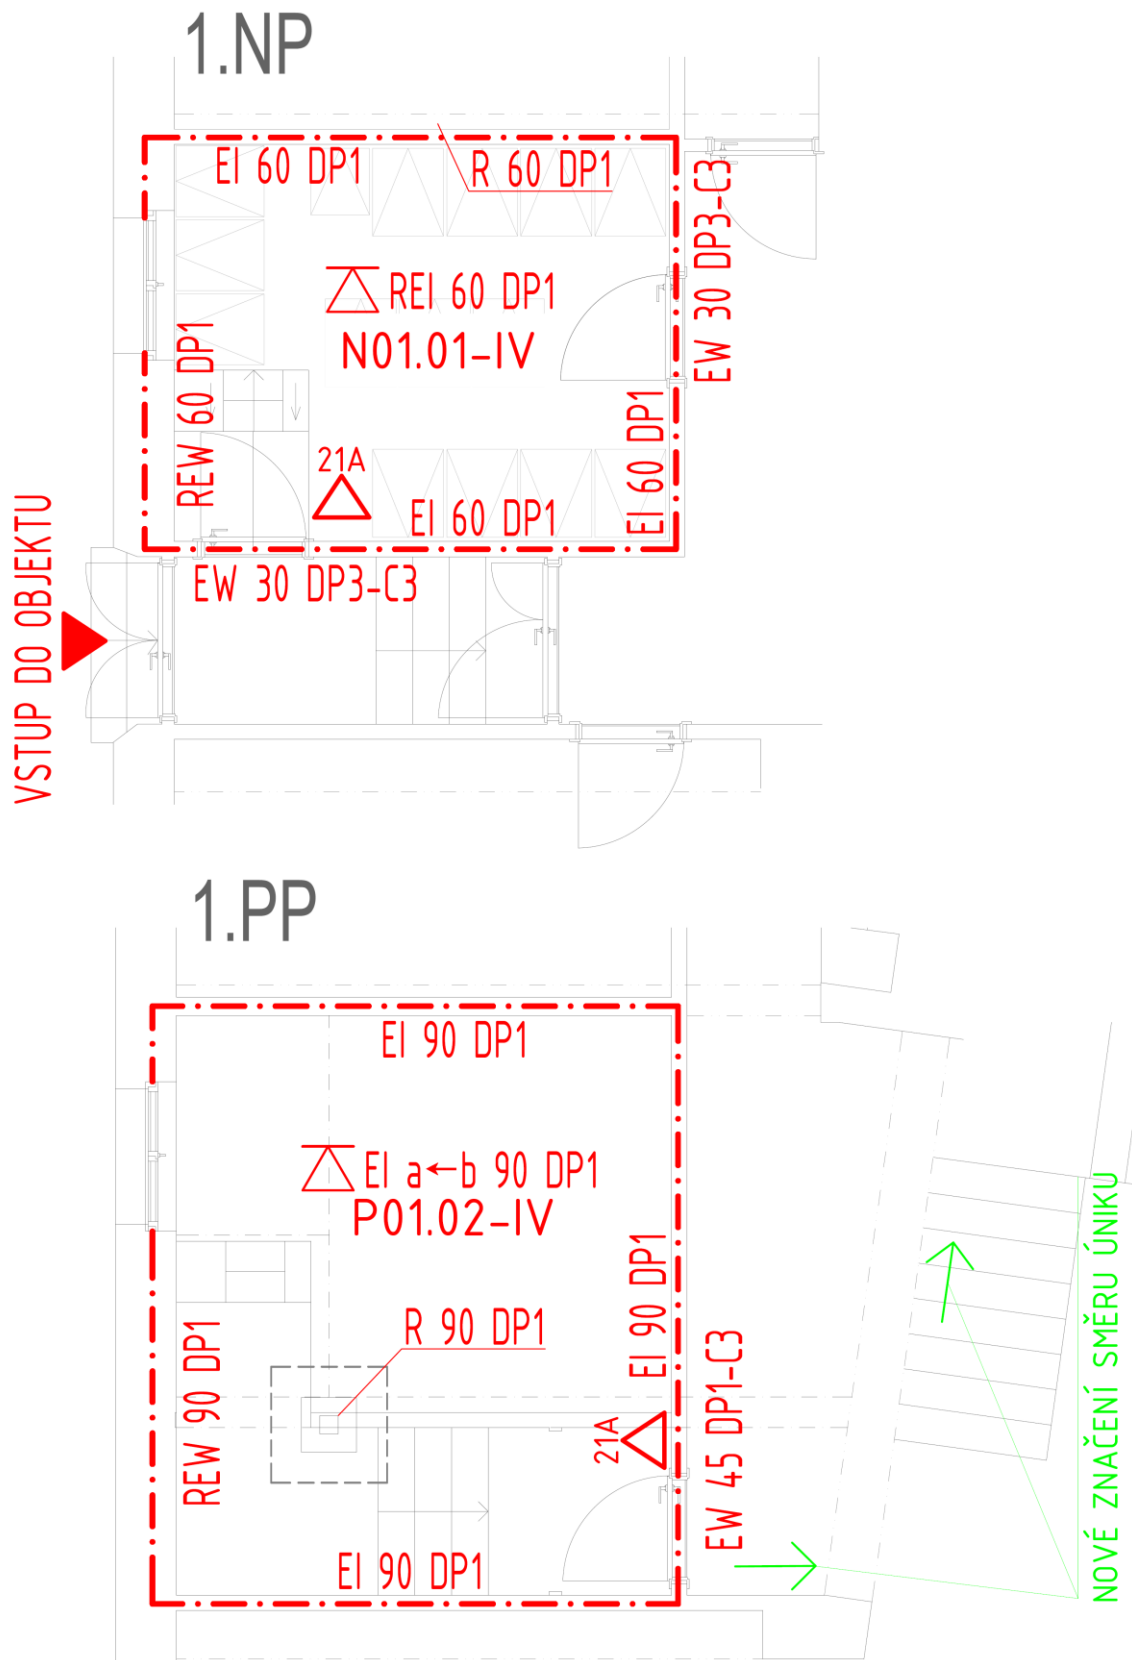 1.NP
EI 60 DP1
R 60 DP1
EW 30 DP3-C3
REI 60 DP1
N01.01-IV
REW 60 DP1
EI 60 DP1
21A
EI 60 DP1
EW 30 DP3-C3
VSTUP DO OBJEKTU
1.PP
EI 90 DP1
EI a←b 90 DP1
P01.02-IV
EI 90 DP1
R 90 DP1
REW 90 DP1
21A
EW 45 DP1-C3
EI 90 DP1
NOVÉ ZNAČENÍ SMĚRU ÚNIKU